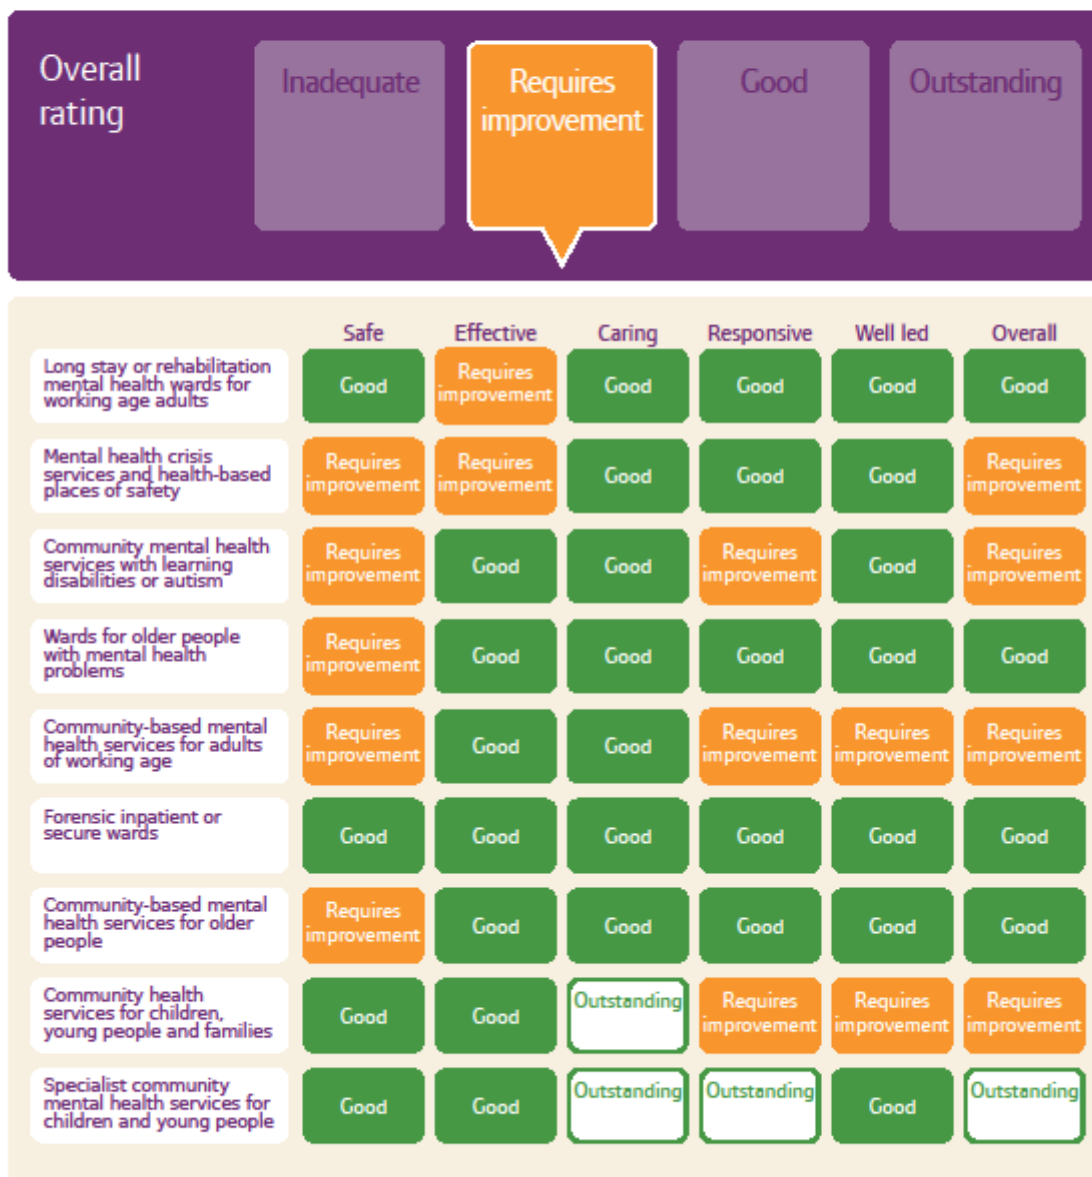 Overall
rating
Inadequate
Requires
improvement
Good
Outstanding
Safe Effective Caring Responsive Well led Overall
Long stay or rehabilitation
mental health wards for
working age adults
Good
Requires
improvement
Good
Good
Good
Good
Mental health crisis
services and health-based
places of safety
Requires
improvement
Requires
improvement
Good
Good
Good
Requires
improvement
Community mental health
services with learning
disabilities or autism
Requires
improvement
Good
Good
Requires
improvement
Good
Requires
improvement
Wards for older people
with mental health
problems
Requires
improvement
Good
Good
Good
Good
Good
Community-based mental
health services for adults
of working age
Requires
improvement
Good
Good
Requires
improvement
Requires
improvement
Requires
improvement
Forensic inpatient or
secure wards
Good
Good
Good
Good
Good
Good
Community-based mental
health services for older
people
Requires
improvement
Good
Good
Good
Good
Good
Community health
services for children,
young people and families
Good
Good
Outstanding
Requires
improvement
Requires
improvement
Requires
improvement
Specialist community
mental health services for
children and young people
Good
Good
Outstanding
Outstanding
Good
Outstanding